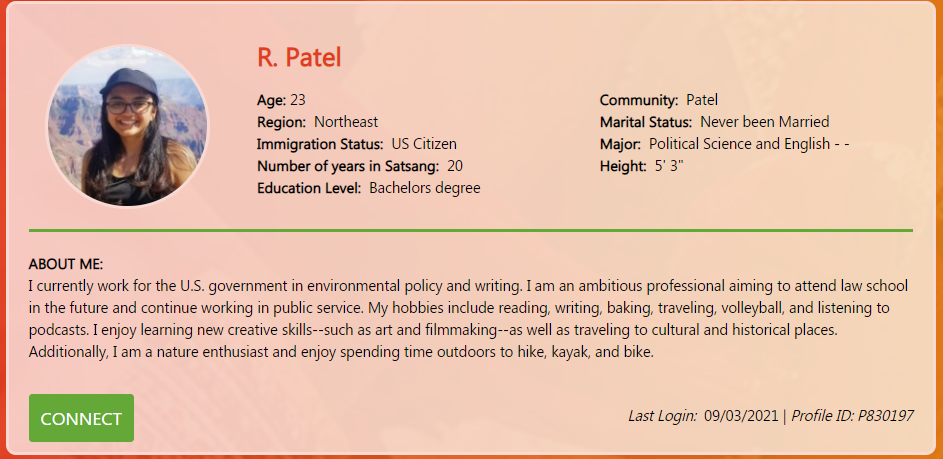 R. Patel
Age: 23
Region: Northeast
Immigration Status: US Citizen
Number of years in Satsang: 20
Education Level: Bachelors degree
Community: Patel
Marital Status: Never been Married
Major: Political Science and English - -
Height: 5' 3"
ABOUT ME:
I currently work for the U.S. government in environmental policy and writing. I am an ambitious professional aiming to attend law school
in the future and continue working in public service. My hobbies include reading, writing, baking, traveling, volleyball, and listening to
podcasts. I enjoy learning new creative skills--such as art and filmmaking--as well as traveling to cultural and historical places.
Additionally, I am a nature enthusiast and enjoy spending time outdoors to hike, kayak, and bike.
CONNECT
Last Login: 09/03/2021 | Profile ID: P830197